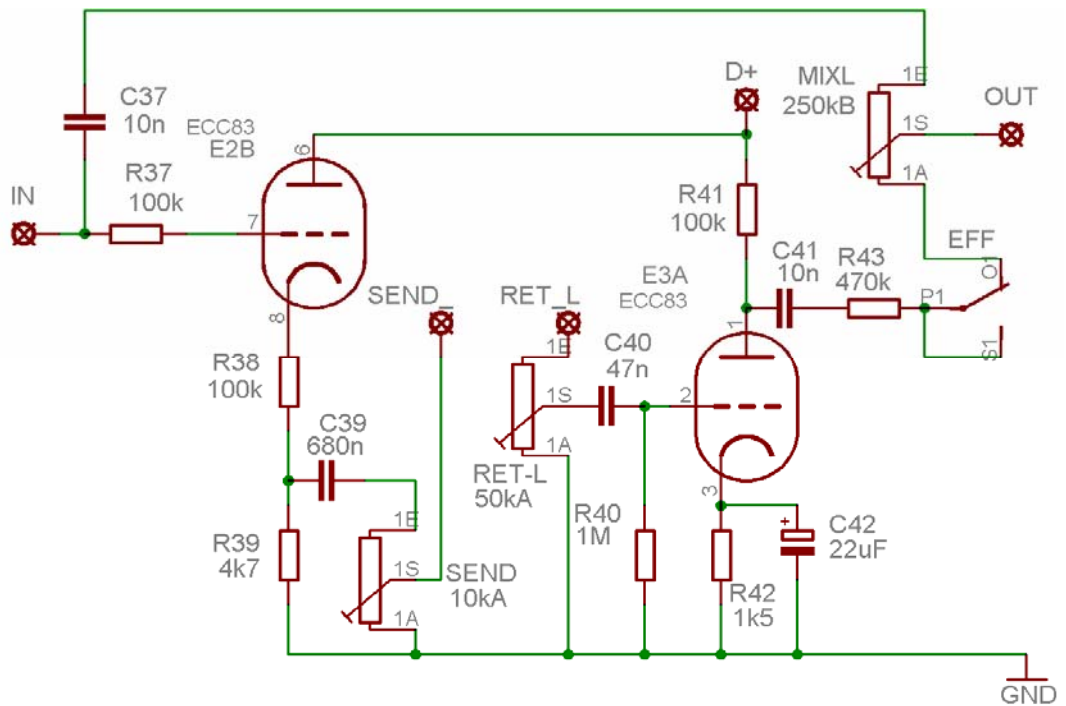 C37
10n
ECC83
E2B
6
D+
MIXL
250kB
1E
OUT
1S
1A
IN
R37
100k
7
R41
100k
EFF
C41
10n
R43
470k
O1
P1
S1
8
SEND_
RET_L
E3A
ECC83
1
R38
100k
1E
C40
47n
1S
2
1A
C39
680n
RET-L
50kA
3
R39
4k7
1E
1S
1A
SEND
10kA
R40
1M
R42
1k5
+
C42
22uF
GND